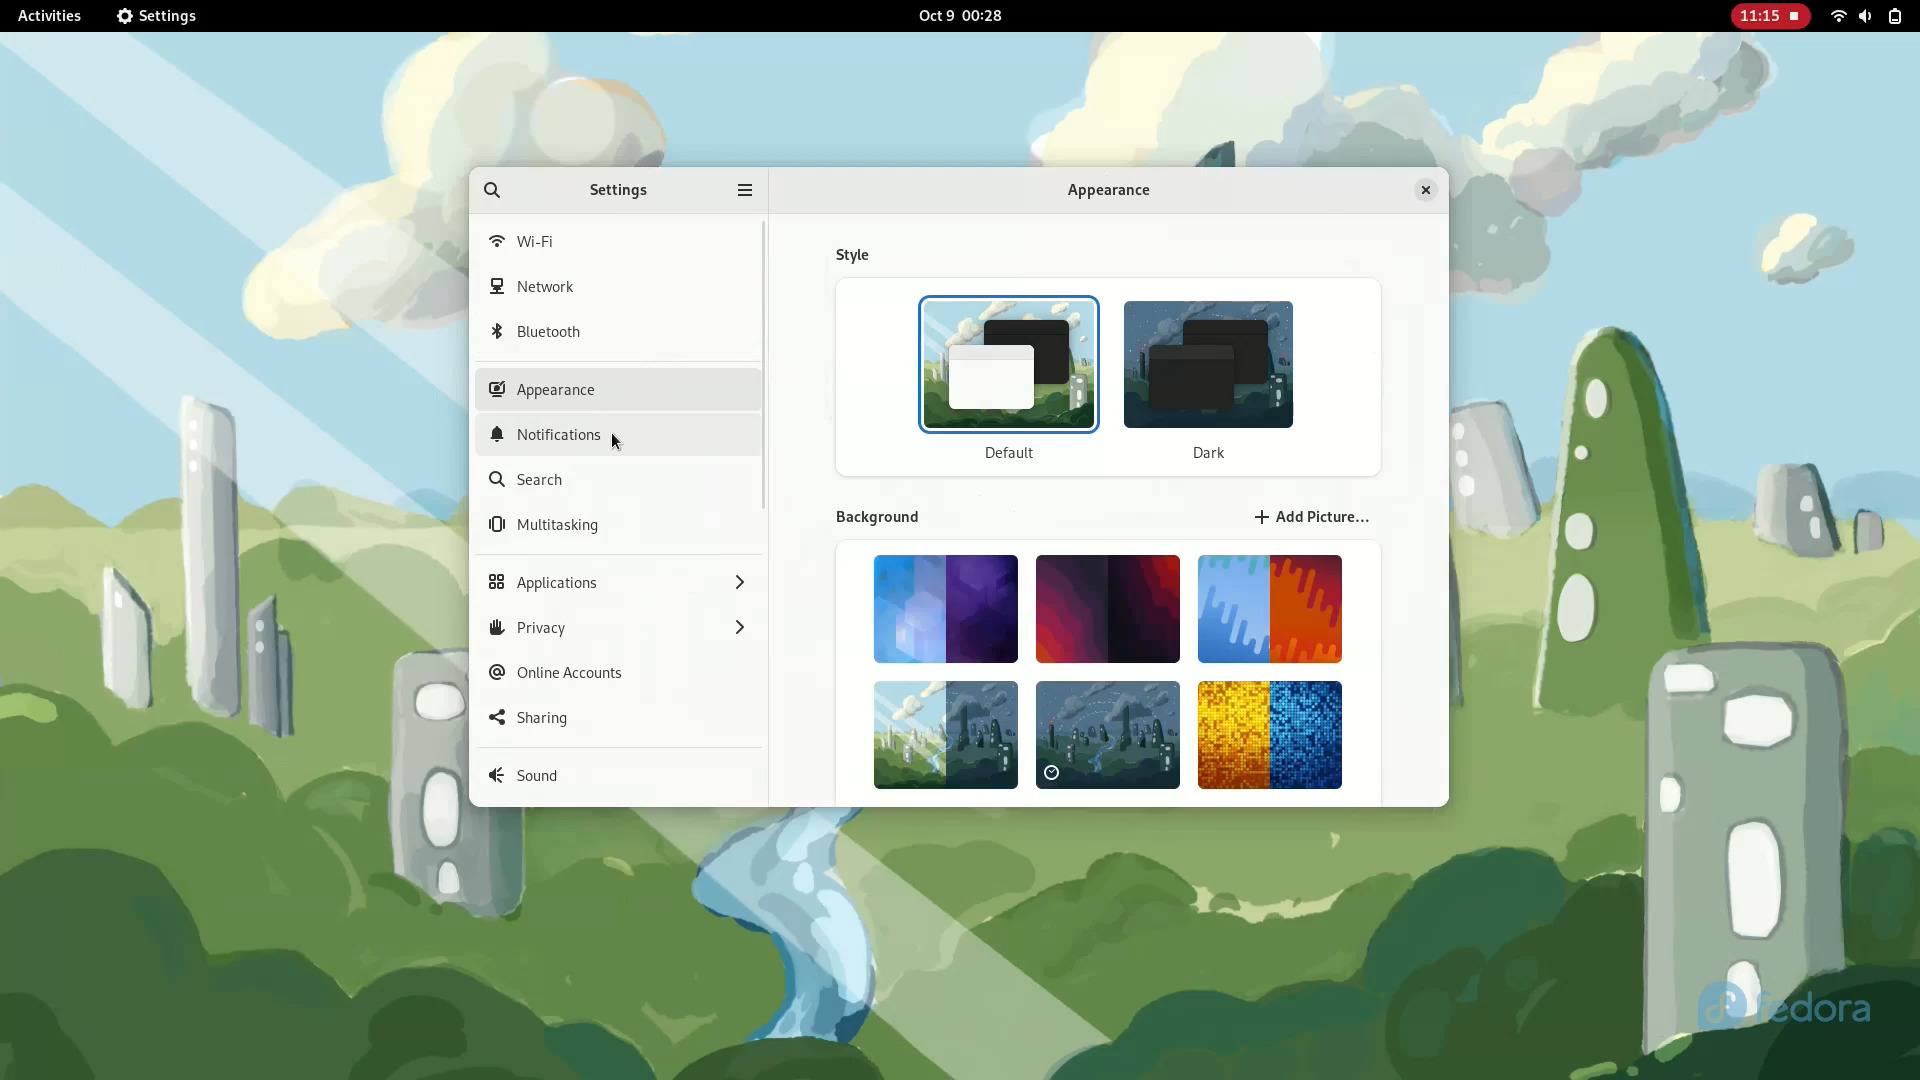 Activities
Settings
Oct 9 00:28
11:15
Settings
Appearance
Wi-Fi
Network
Bluetooth
Appearance
Notifications
Search
Multitasking
Applications
Privacy
Online Accounts
Sharing
Sound
Style
Default
Dark
Background
Add Picture...
fedora